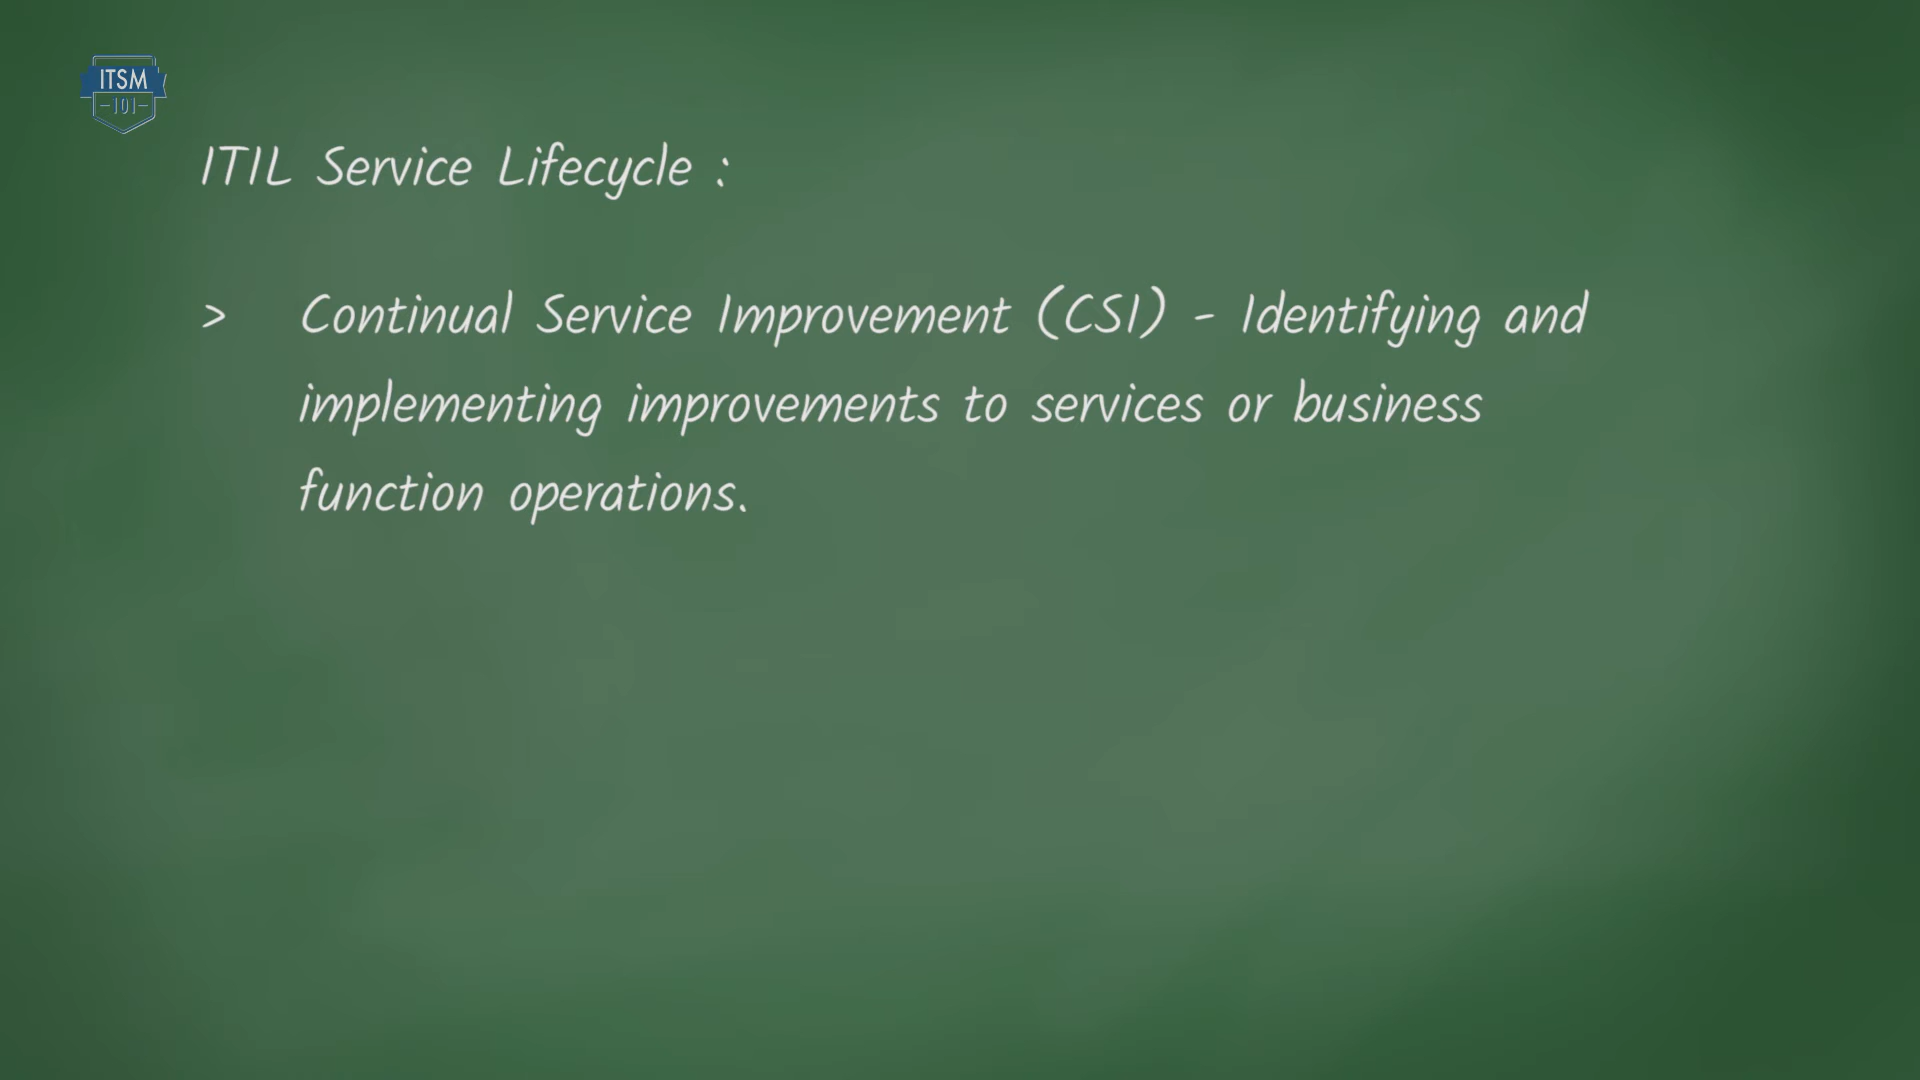 ITSM
-101-
ITIL Service Lifecycle :
> Continual Service Improvement (CSI) - Identifying and
implementing improvements to services or business
function operations.